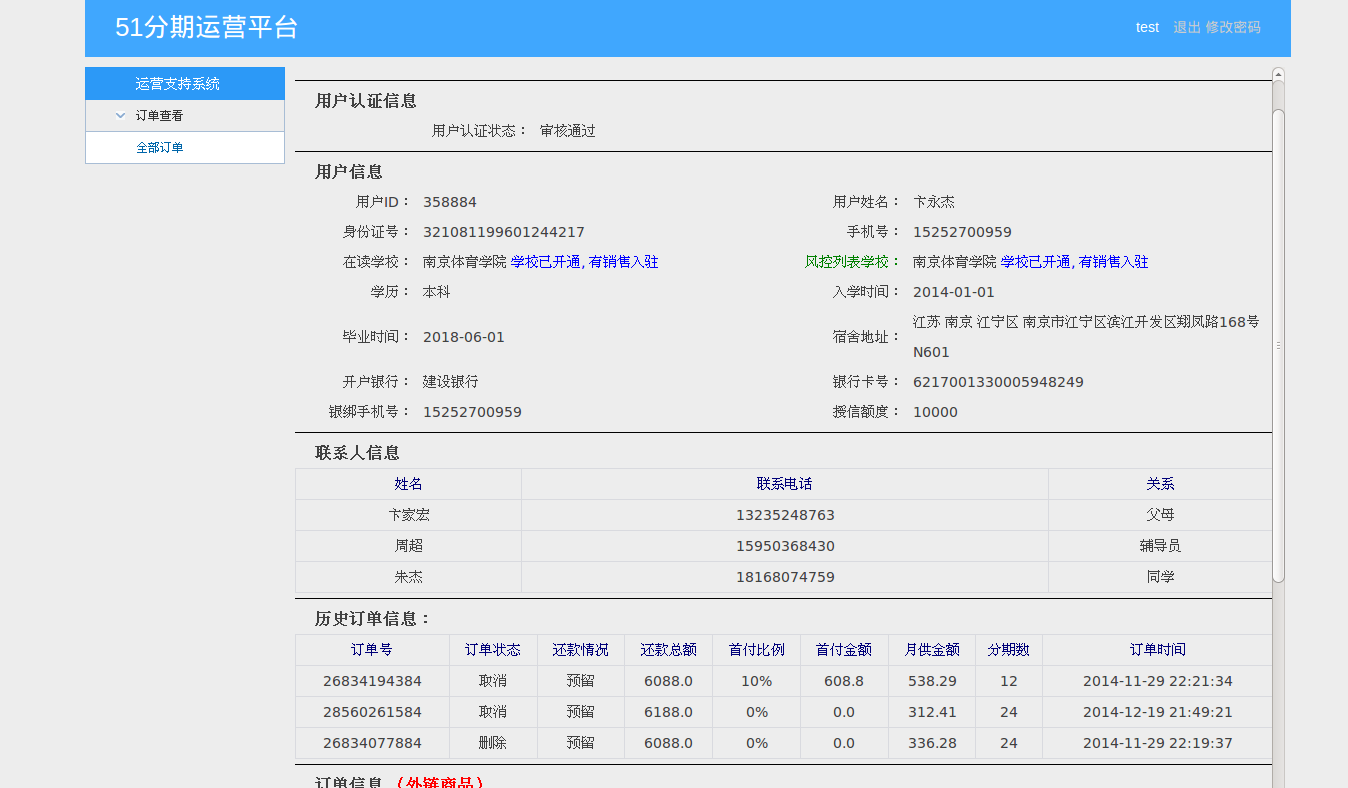 51分期运营平台
test 退出 修改密码
运营支持系统
订单查看
全部订单
用户认证信息
用户认证状态： 审核通过
用户信息
用户ID： 358884 用户姓名： 卞永杰
身份证号： 321081199601244217 手机号： 15252700959
在读学校： 南京体育学院 学校已开通, 有销售入驻 风控列表学校： 南京体育学院 学校已开通, 有销售入驻
学历： 本科 入学时间： 2014-01-01
毕业时间： 2018-06-01 宿舍地址： 江苏 南京 江宁区 南京市江宁区滨江开发区翔凤路168号
N601
开户银行： 建设银行 银行卡号： 6217001330005948249
银绑手机号： 15252700959 授信额度： 10000
联系人信息
姓名 联系电话 关系
卞家宏 13235248763 父母
周超 15950368430 辅导员
朱杰 18168074759 同学
历史订单信息：
订单号 订单状态 还款情况 还款总额 首付比例 首付金额 月供金额 分期数 订单时间
26834194384 取消 预留 6088.0 10% 608.8 538.29 12 2014-11-29 22:21:34
28560261584 取消 预留 6188.0 0% 0.0 312.41 24 2014-12-19 21:49:21
26834077884 删除 预留 6088.0 0% 0.0 336.28 24 2014-11-29 22:19:37
订单信息 （外链商品）